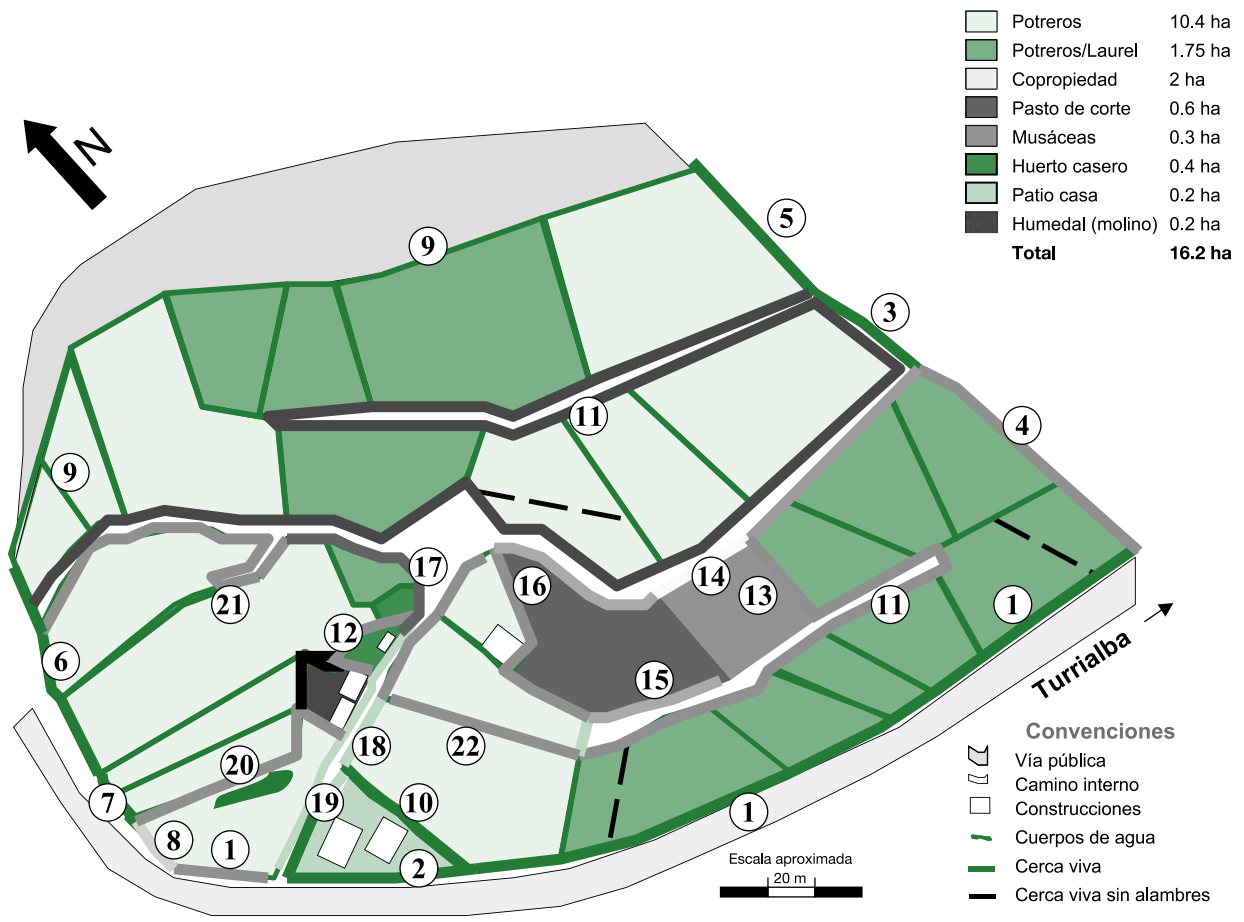 Potreros 10.4 ha
Potreros/Laurel 1.75 ha
Copropiedad 2 ha
Pasto de corte 0.6 ha
Musáceas 0.3 ha
Huerto casero 0.4 ha
Patio casa 0.2 ha
Humedal (molino) 0.2 ha
Total 16.2 ha
N
5
9
3
11
4
9
17
16
14
13
11
1
21
12
6
15
Turrialba
18
22
20
19
10
7
8
1
2
1
Escala aproximada
20 m
Convenciones
Vía pública
Camino interno
Construcciones
Cuerpos de agua
Cerca viva
Cerca viva sin alambres